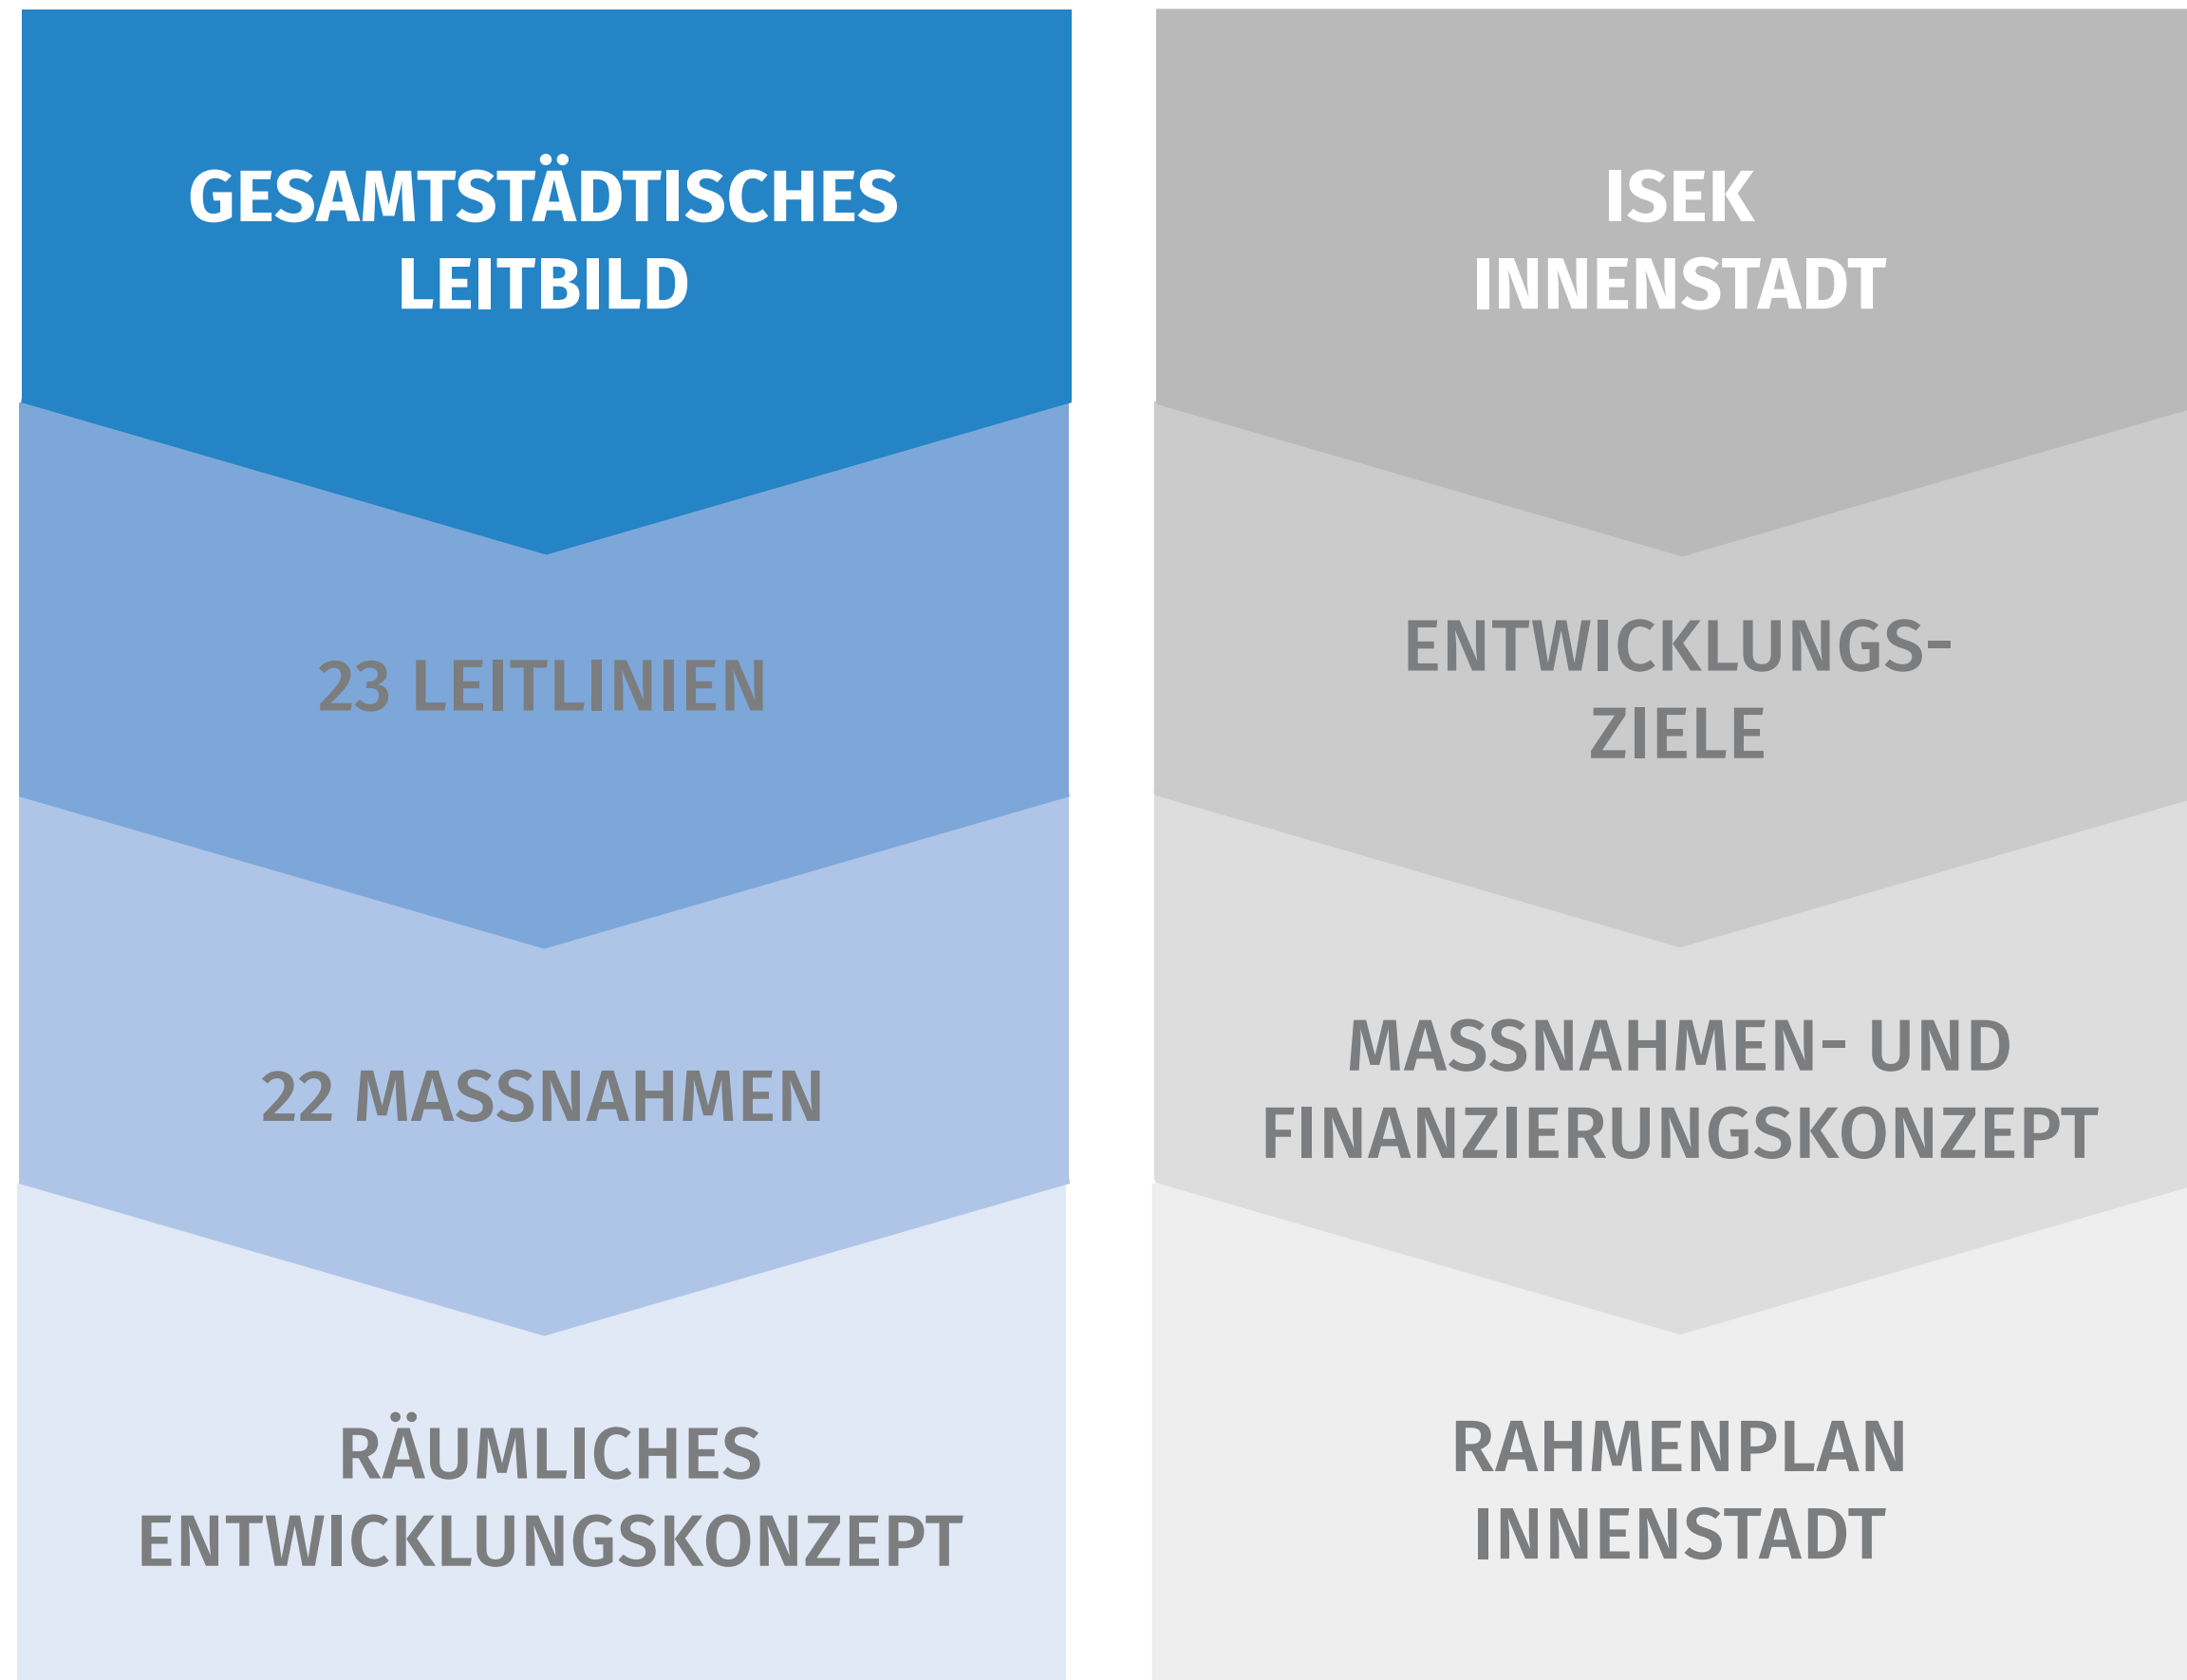 GESAMTSTÄDTISCHES
LEITBILD
23 LEITLINIEN
22 MASSNAHMEN
RÄUMLICHES
ENTWICKLUNGSKONZEPT
ISEK
INNENSTADT
ENTWICKLUNGS-
ZIELE
MASSNAHMEN- UND
FINANZIERUNGSKONZEPT
RAHMENPLAN
INNENSTADT